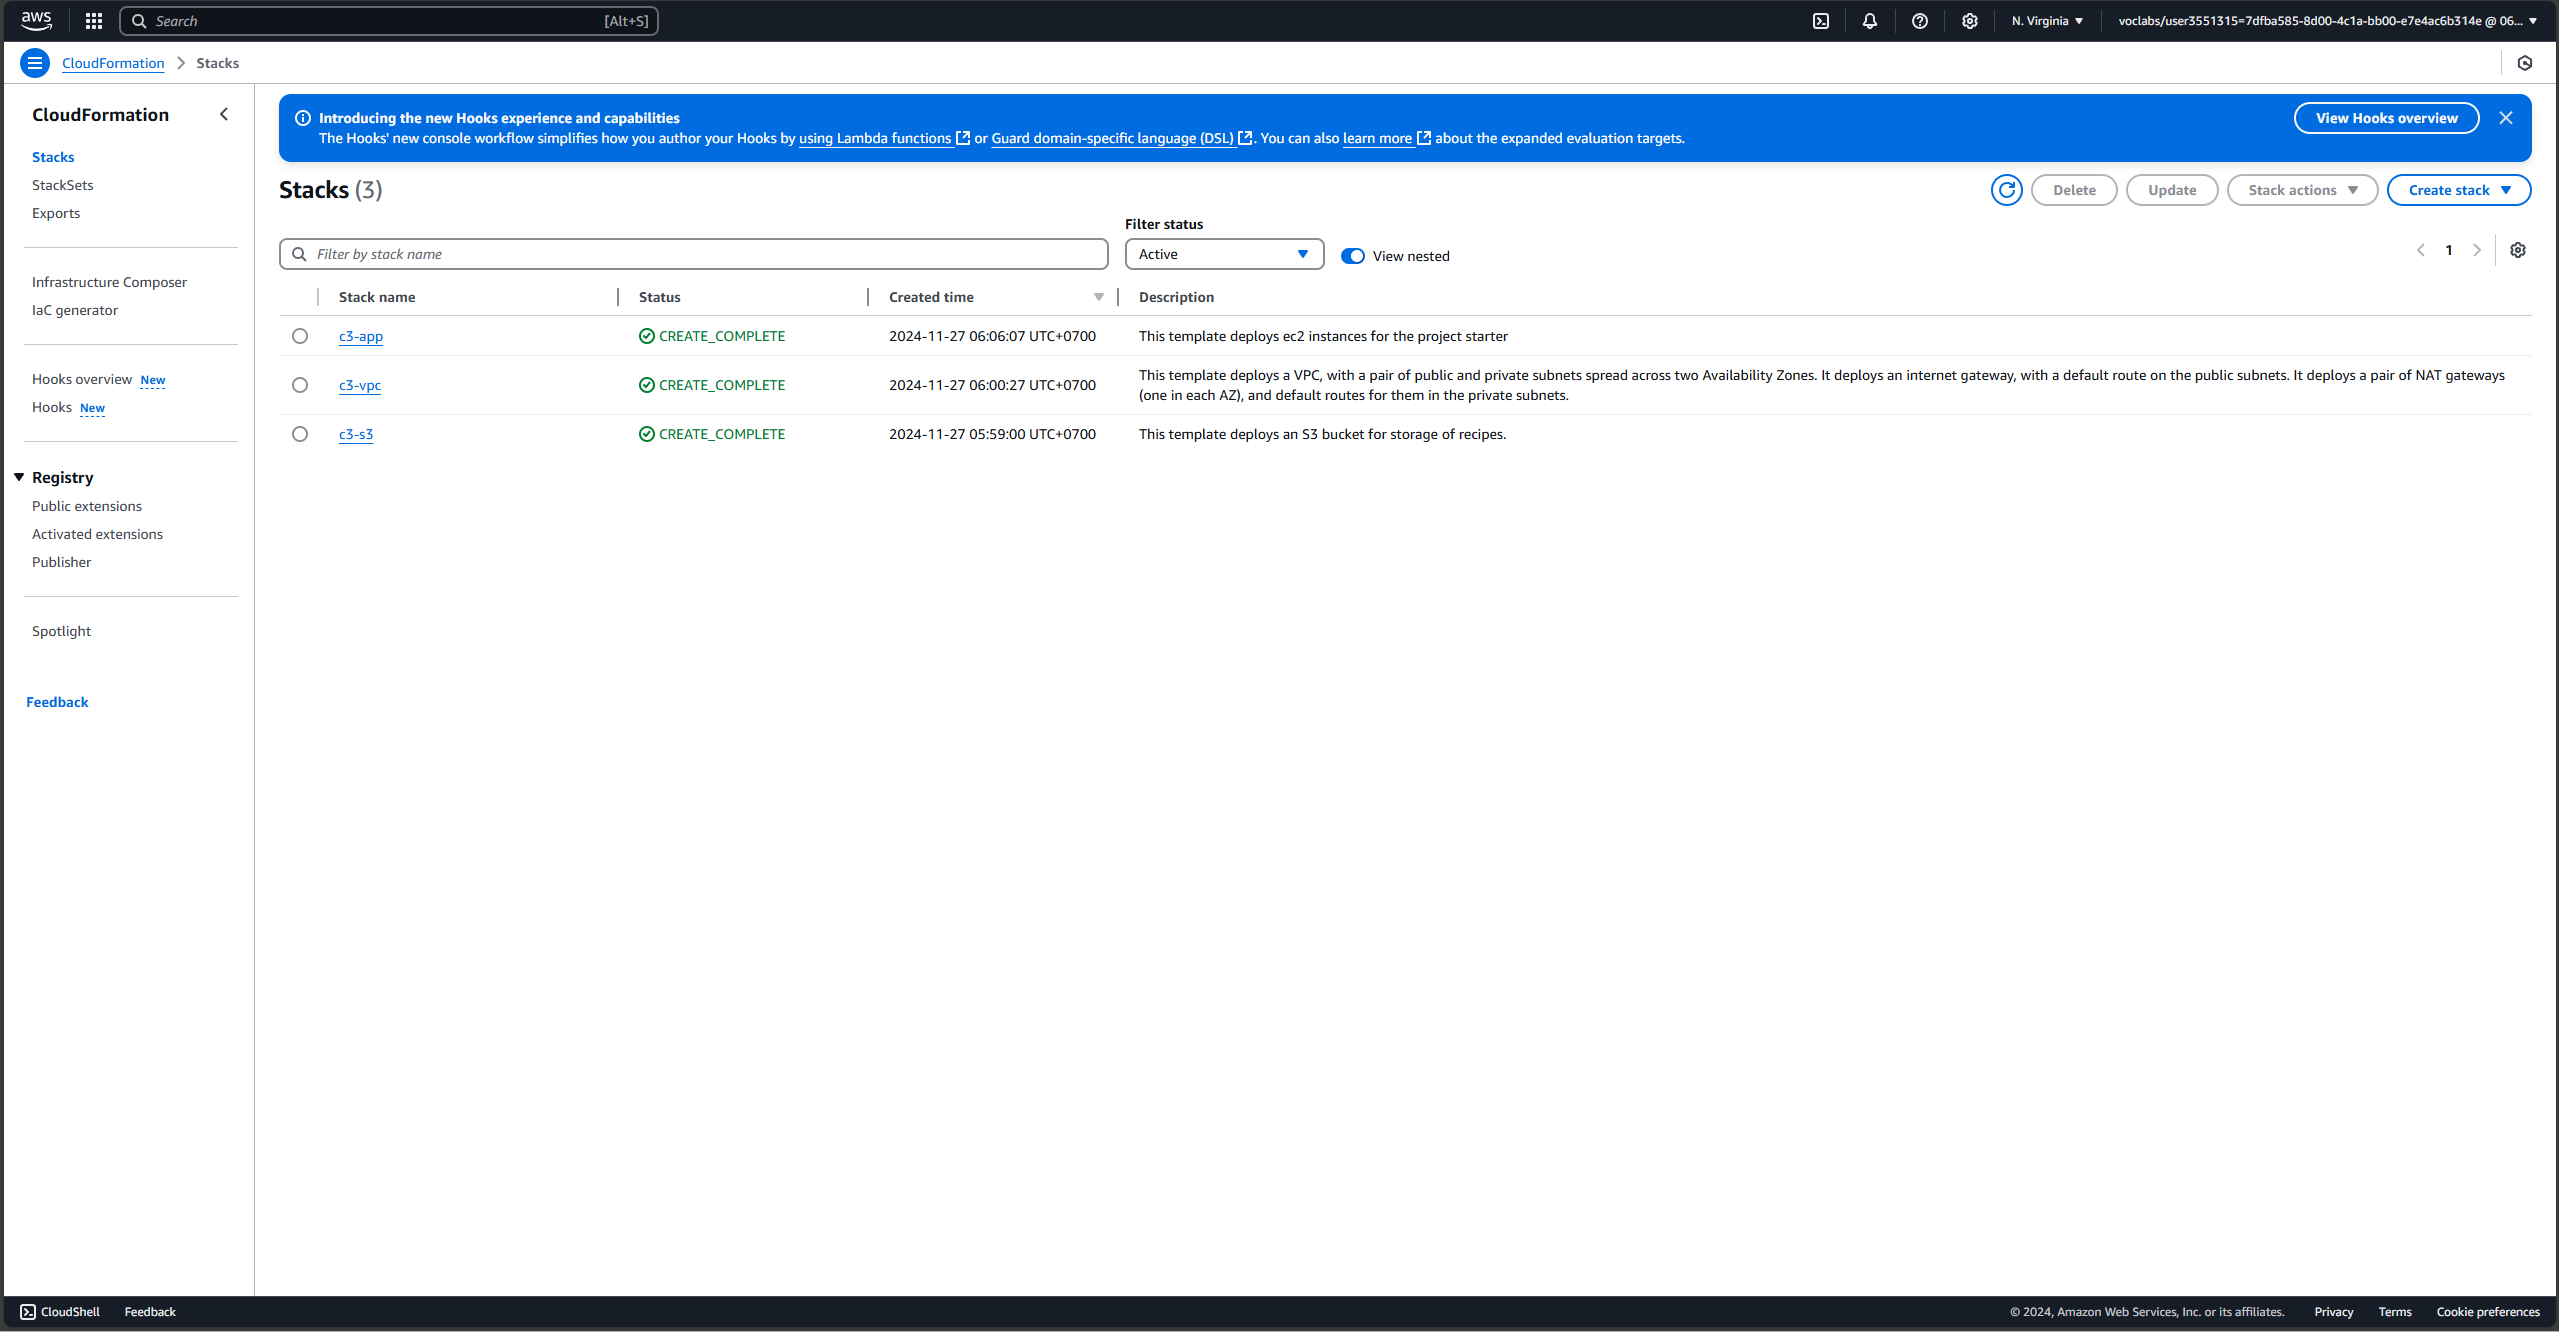 aws
Search [Alt+S]
N. Virginia
voclabs/user3551315=7dfba585-8d00-4c1a-bb00-e7e4ac6b314e @ 06...
CloudFormation > Stacks
CloudFormation
Stacks
StackSets
Exports
Infrastructure Composer
IaC generator
Hooks overview New
Hooks New
Registry
Public extensions
Activated extensions
Publisher
Spotlight
Feedback
Introducing the new Hooks experience and capabilities
The Hooks' new console workflow simplifies how you author your Hooks by using Lambda functions or Guard domain-specific language (DSL). You can also learn more about the expanded evaluation targets.
View Hooks overview
Stacks (3)
Delete
Update
Stack actions
Create stack
Filter status
Filter by stack name
Active
View nested
1
Stack name Status Created time Description
c3-app CREATE_COMPLETE 2024-11-27 06:06:07 UTC+0700 This template deploys ec2 instances for the project starter
c3-vpc CREATE_COMPLETE 2024-11-27 06:00:27 UTC+0700 This template deploys a VPC, with a pair of public and private subnets spread across two Availability Zones. It deploys an internet gateway, with a default route on the public subnets. It deploys a pair of NAT gateways
(one in each AZ), and default routes for them in the private subnets.
c3-s3 CREATE_COMPLETE 2024-11-27 05:59:00 UTC+0700 This template deploys an S3 bucket for storage of recipes.
CloudShell Feedback © 2024, Amazon Web Services, Inc. or its affiliates. Privacy Terms Cookie preferences